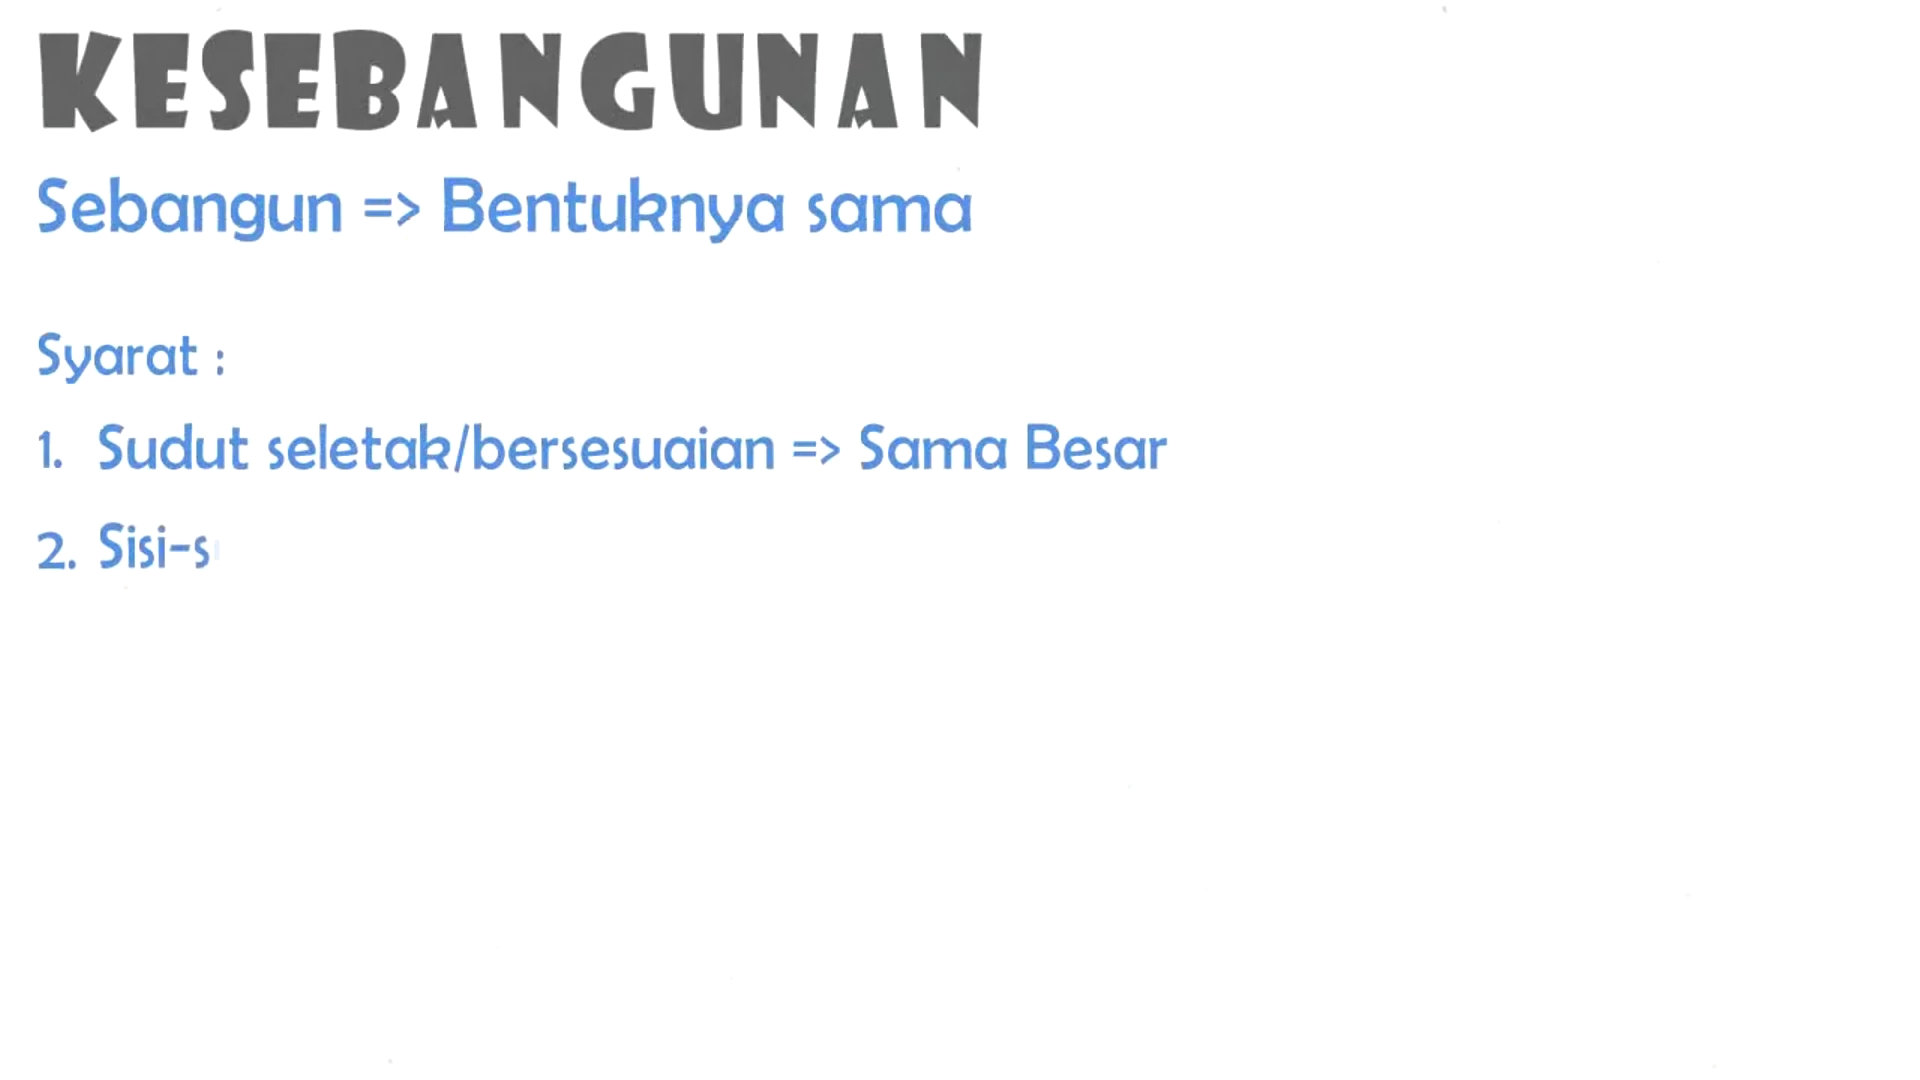 KESEBANGUNAN
Sebangun => Bentuknya sama
Syarat :
1. Sudut seletak/bersesuaian => Sama Besar
2. Sisi-s